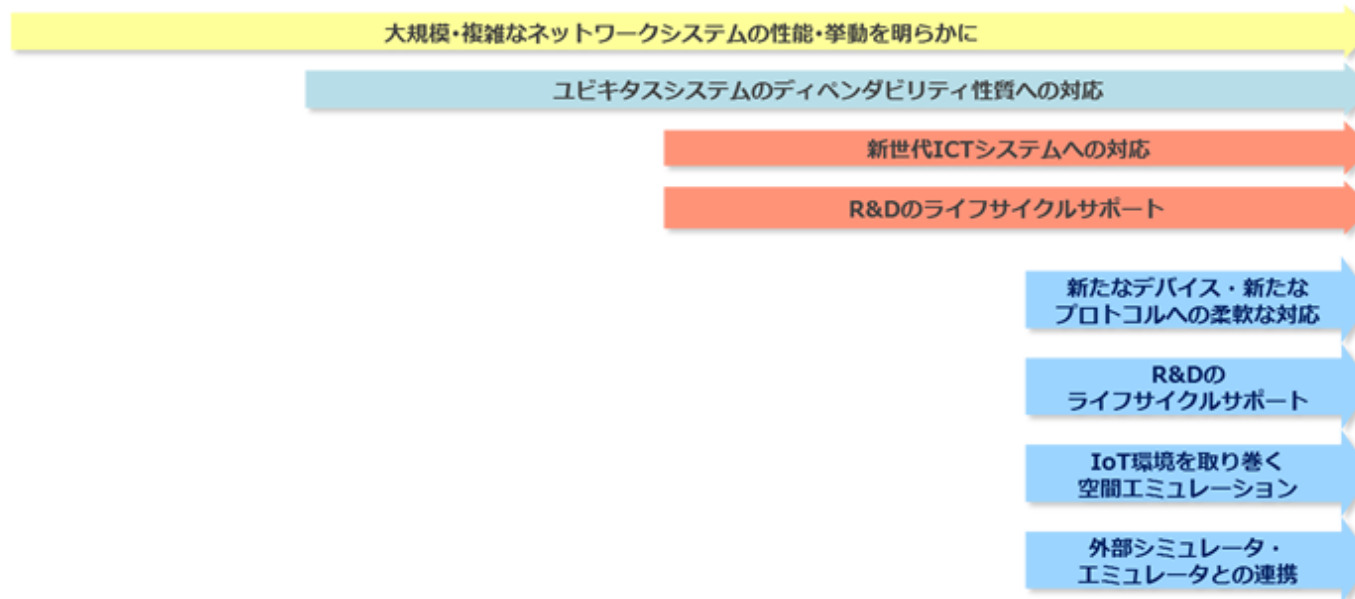 大規模・複雑なネットワークシステムの性能・挙動を明らかに
ユビキタスシステムのディペンダビリティ性質への対応
新世代ICTシステムへの対応
R&Dのライフサイクルサポート
新たなデバイス・新たな
プロトコルへの柔軟な対応
R&Dの
ライフサイクルサポート
IoT環境を取り巻く
空間エミュレーション
外部シミュレータ・
エミュレータとの連携